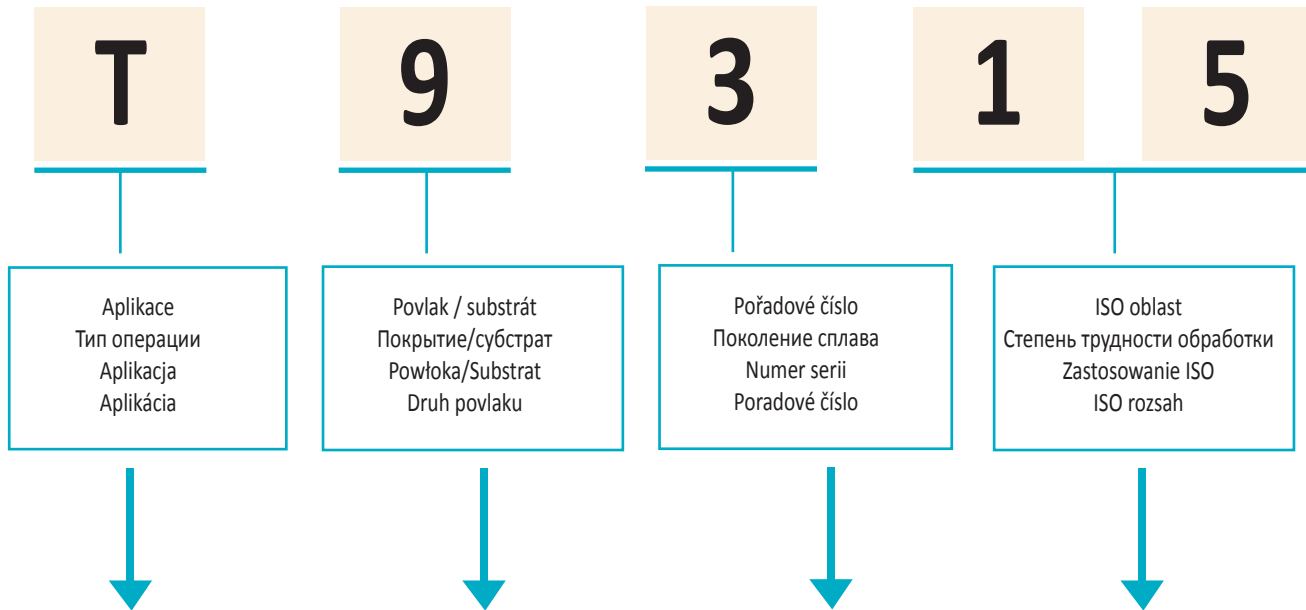 T 9 3 1 5
Aplikace
Тип операции
Aplikacja
Aplikácia
Povlak / substrát
Покрытие/субстрат
Powłoka/Substrat
Druh povlaku
Pořadové číslo
Поколение сплава
Numer serii
Poradové číslo
ISO oblast
Степень трудности обработки
Zastosowanie ISO
ISO rozsah